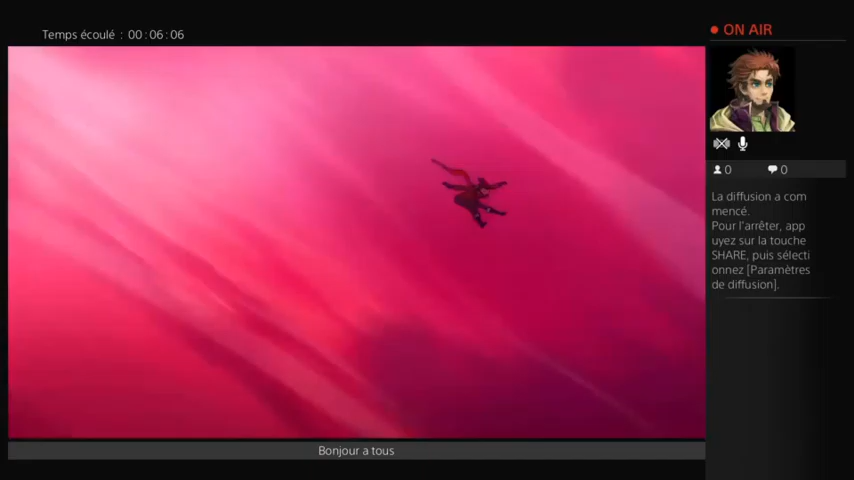 Temps écoulé : 00:06:06
ON AIR
0 0
La diffusion a com
mencé.
Pour l'arrêter, app
uyez sur la touche
SHARE, puis sélecti
onnez [Paramètres
de diffusion].
Bonjour a tous